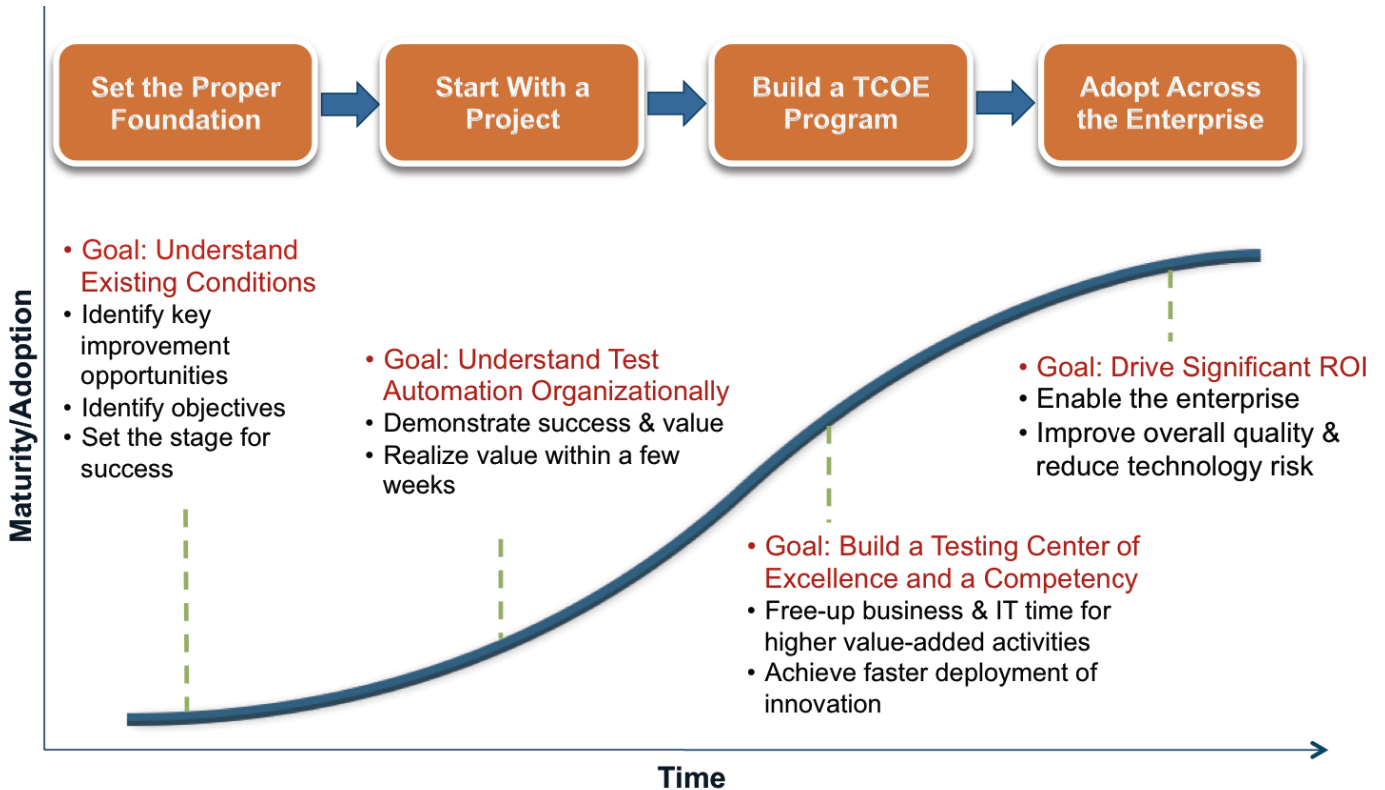 Set the Proper
Foundation
Start With a
Project
Build a TCOE
Program
Adopt Across
the Enterprise
• Goal: Understand
Existing Conditions
• Identify key
improvement
opportunities
• Identify objectives
• Set the stage for
success
• Goal: Understand Test
Automation Organizationally
• Demonstrate success & value
• Realize value within a few
weeks
• Goal: Build a Testing Center of
Excellence and a Competency
• Free-up business & IT time for
higher value-added activities
• Achieve faster deployment of
innovation
• Goal: Drive Significant ROI
• Enable the enterprise
• Improve overall quality &
reduce technology risk
Maturity/Adoption
Time